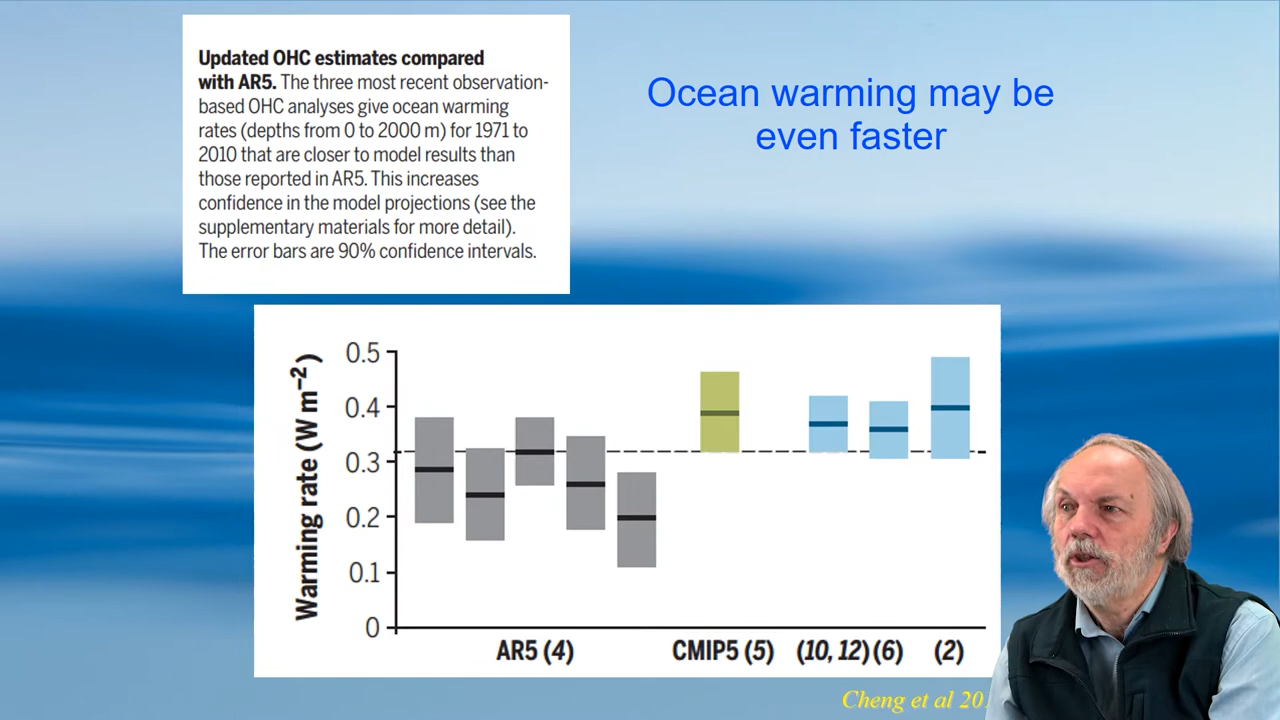 Updated OHC estimates compared
with AR5. The three most recent observation-
based OHC analyses give ocean warming
rates (depths from 0 to 2000 m) for 1971 to
2010 that are closer to model results than
those reported in AR5. This increases
confidence in the model projections (see the
supplementary materials for more detail).
The error bars are 90% confidence intervals.
Ocean warming may be
even faster
Warming rate (W m−2)
0.5
0.4
0.3
0.2
0.1
0
AR5 (4)
CMIP5 (5)
(10, 12)
(6)
(2)
Cheng et al